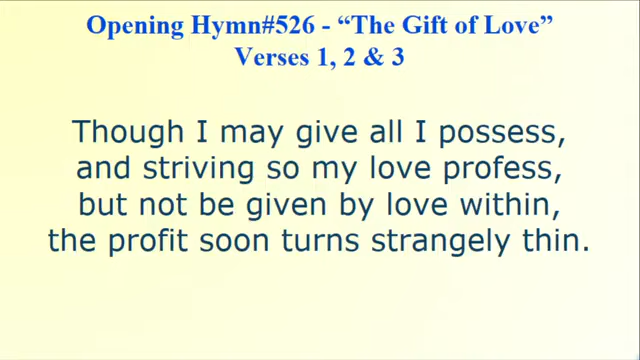 Opening Hymn#526 - “The Gift of Love”
Verses 1, 2 & 3
Though I may give all I possess,
and striving so my love profess,
but not be given by love within,
the profit soon turns strangely thin.